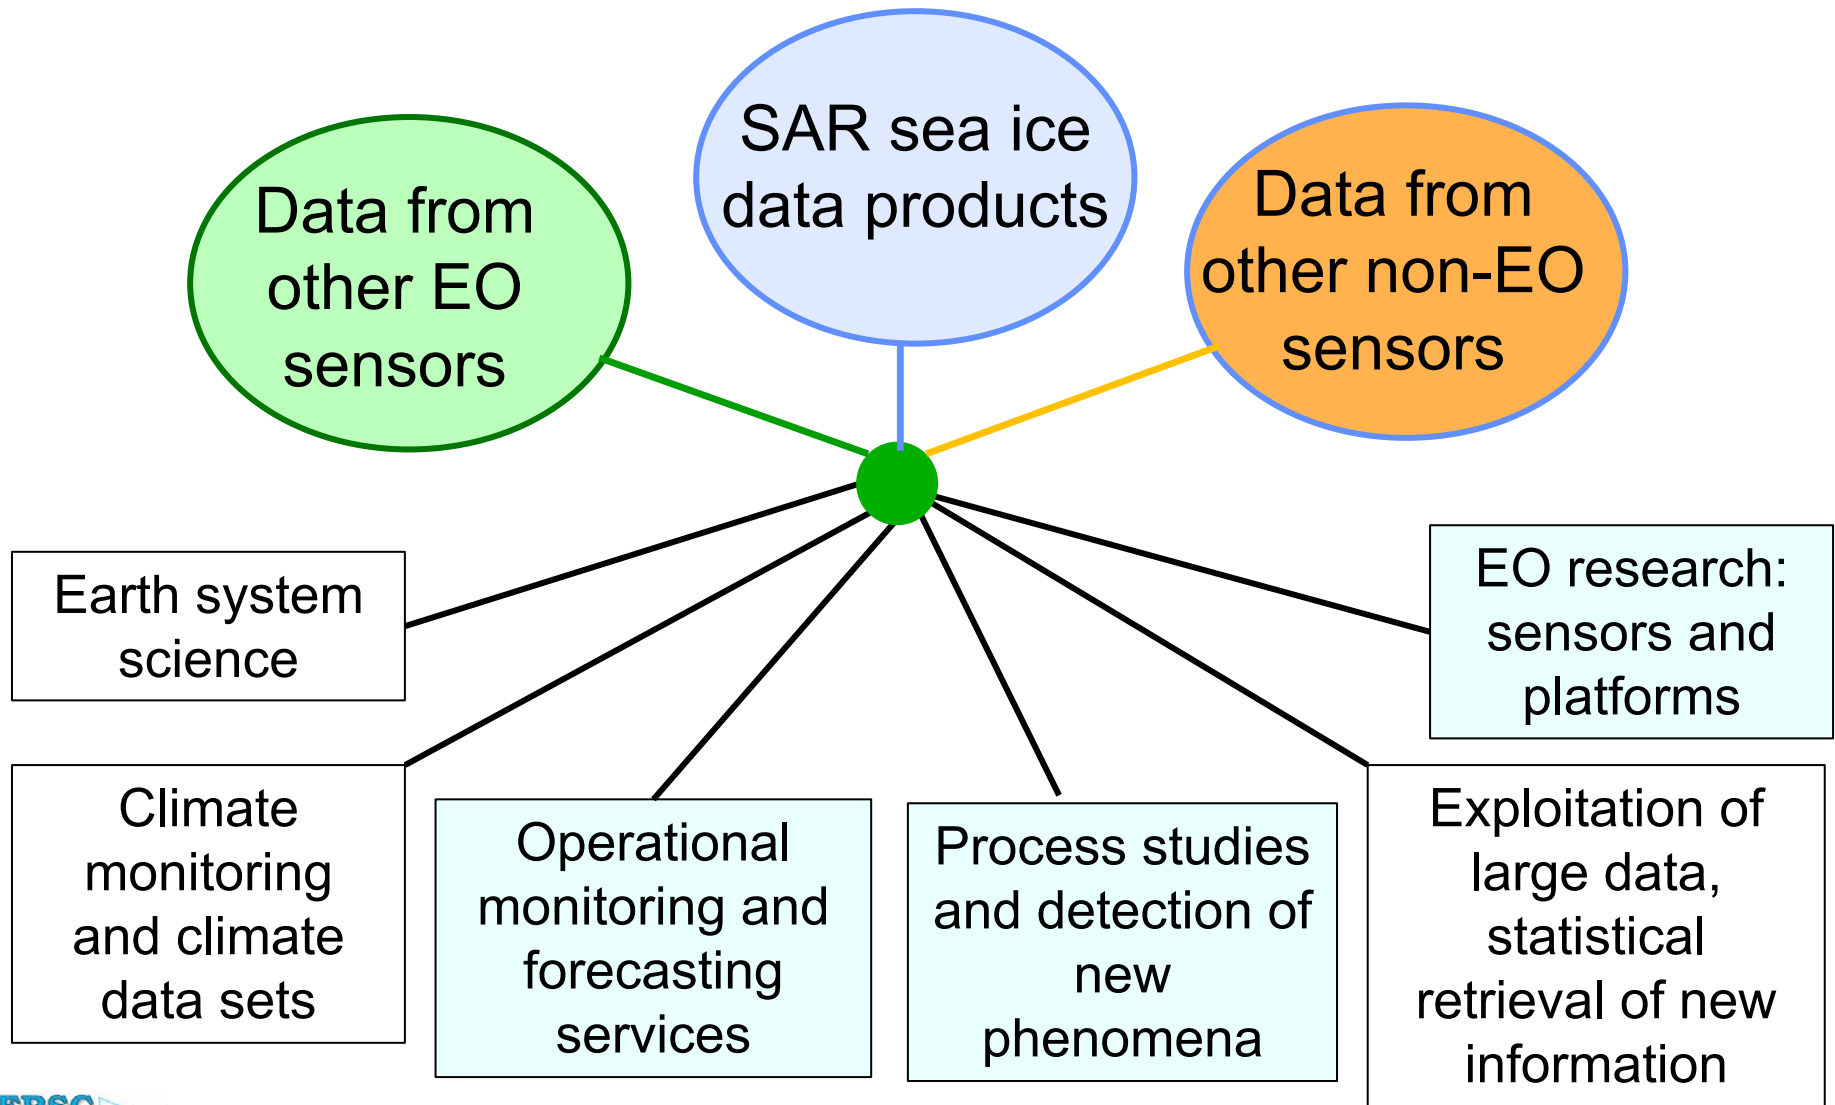 SAR sea ice
data products
Data from
other EO
sensors
Data from
other non-EO
sensors
Earth system
science
EO research:
sensors and
platforms
Climate
monitoring
and climate
data sets
Operational
monitoring and
forecasting
services
Process studies
and detection of
new
phenomena
Exploitation of
large data,
statistical
retrieval of new
information